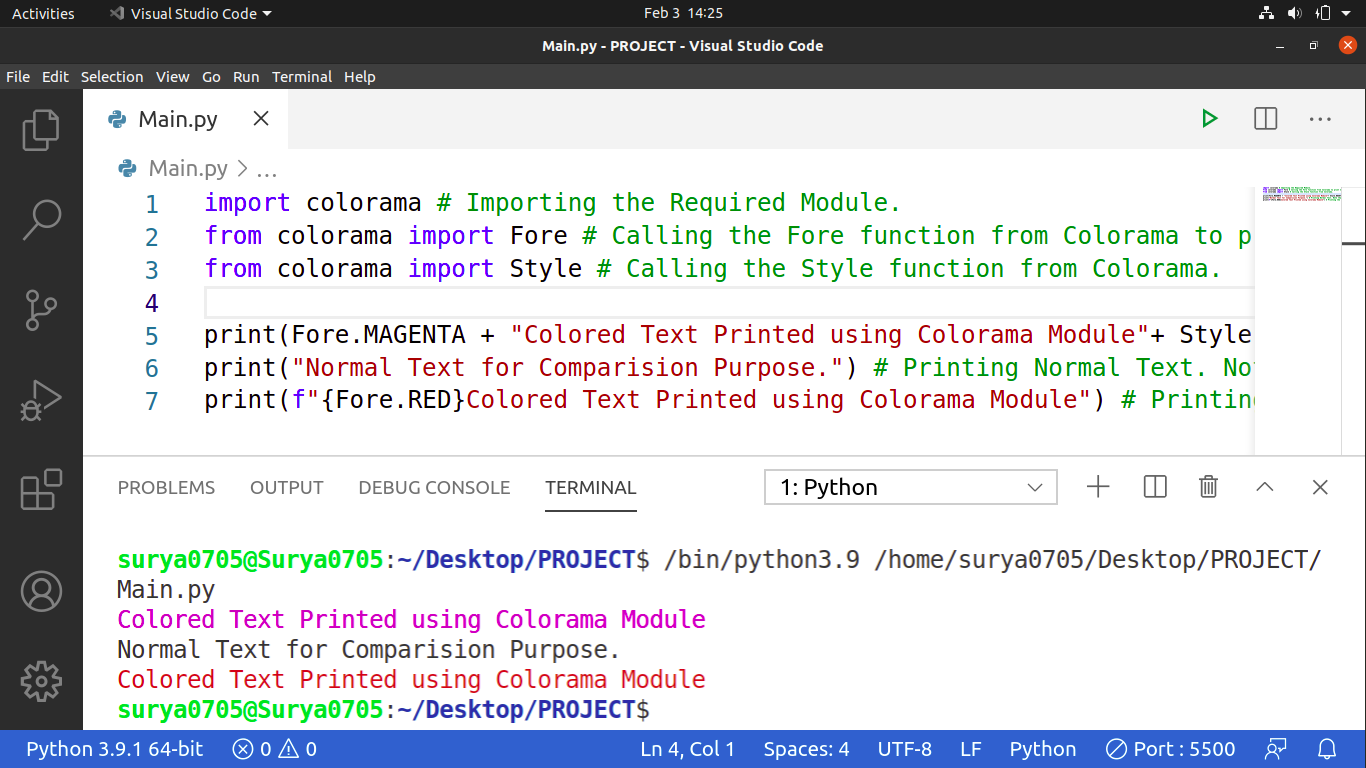 Activities Visual Studio Code Feb 3 14:25
Main.py - PROJECT - Visual Studio Code
File Edit Selection View Go Run Terminal Help
Main.py
Main.py > ...
1 import colorama # Importing the Required Module.
2 from colorama import Fore # Calling the Fore function from Colorama to p
3 from colorama import Style # Calling the Style function from Colorama.
4
5 print(Fore.MAGENTA + "Colored Text Printed using Colorama Module"+ Style
6 print("Normal Text for Comparision Purpose.") # Printing Normal Text. No
7 print(f"{Fore.RED}Colored Text Printed using Colorama Module") # Printin
PROBLEMS OUTPUT DEBUG CONSOLE TERMINAL 1: Python
surya0705@Surya0705:~/Desktop/PROJECT$ /bin/python3.9 /home/surya0705/Desktop/PROJECT/
Main.py
Colored Text Printed using Colorama Module
Normal Text for Comparision Purpose.
Colored Text Printed using Colorama Module
surya0705@Surya0705:~/Desktop/PROJECT$
Python 3.9.1 64-bit 0 0 Ln 4, Col 1 Spaces: 4 UTF-8 LF Python Port : 5500